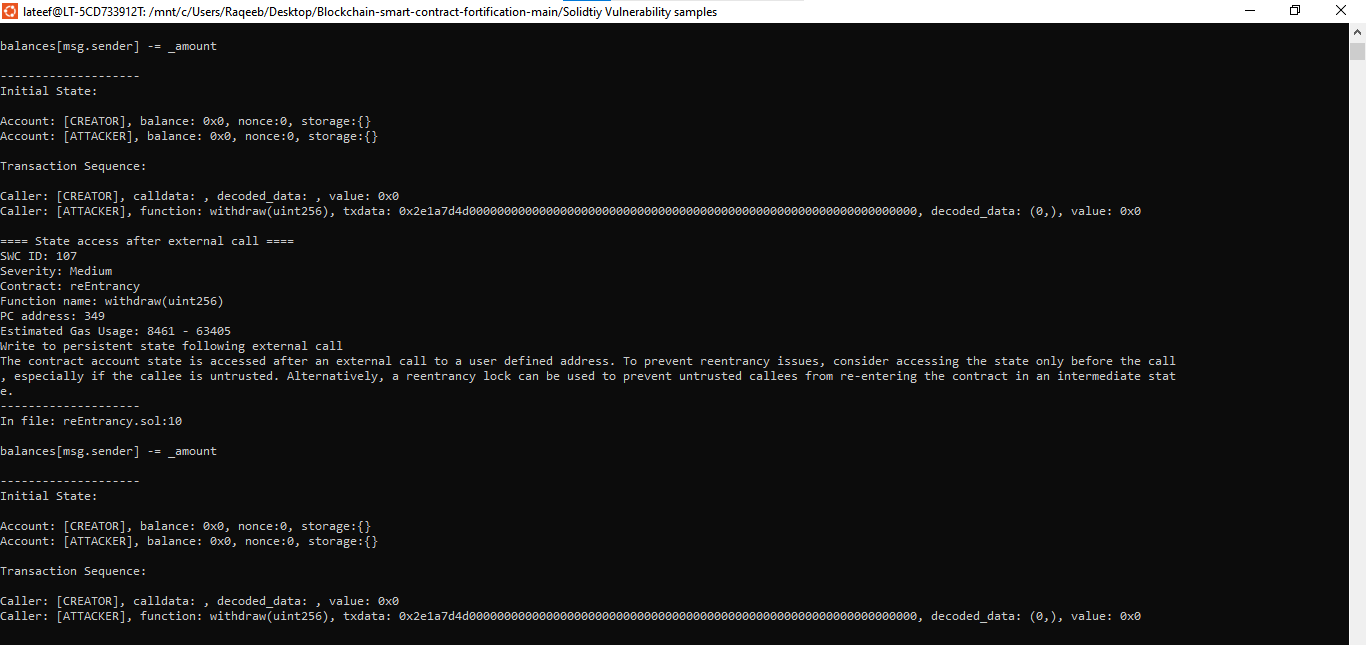 lateef@LT-5CD733912T: /mnt/c/Users/Raqeeb/Desktop/Blockchain-smart-contract-fortification-main/Solidtiy Vulnerability samples
balances[msg.sender] -= _amount
--------------------
Initial State:
Account: [CREATOR], balance: 0x0, nonce:0, storage:{}
Account: [ATTACKER], balance: 0x0, nonce:0, storage:{}
Transaction Sequence:
Caller: [CREATOR], calldata: , decoded_data: , value: 0x0
Caller: [ATTACKER], function: withdraw(uint256), txdata: 0x2e1a7d4d0000000000000000000000000000000000000000000000000000000000000000, decoded_data: (0,), value: 0x0
==== State access after external call ====
SWC ID: 107
Severity: Medium
Contract: reEntrancy
Function name: withdraw(uint256)
PC address: 349
Estimated Gas Usage: 8461 - 63405
Write to persistent state following external call
The contract account state is accessed after an external call to a user defined address. To prevent reentrancy issues, consider accessing the state only before the call
, especially if the callee is untrusted. Alternatively, a reentrancy lock can be used to prevent untrusted callees from re-entering the contract in an intermediate stat
e.
--------------------
In file: reEntrancy.sol:10
balances[msg.sender] -= _amount
--------------------
Initial State:
Account: [CREATOR], balance: 0x0, nonce:0, storage:{}
Account: [ATTACKER], balance: 0x0, nonce:0, storage:{}
Transaction Sequence:
Caller: [CREATOR], calldata: , decoded_data: , value: 0x0
Caller: [ATTACKER], function: withdraw(uint256), txdata: 0x2e1a7d4d0000000000000000000000000000000000000000000000000000000000000000, decoded_data: (0,), value: 0x0